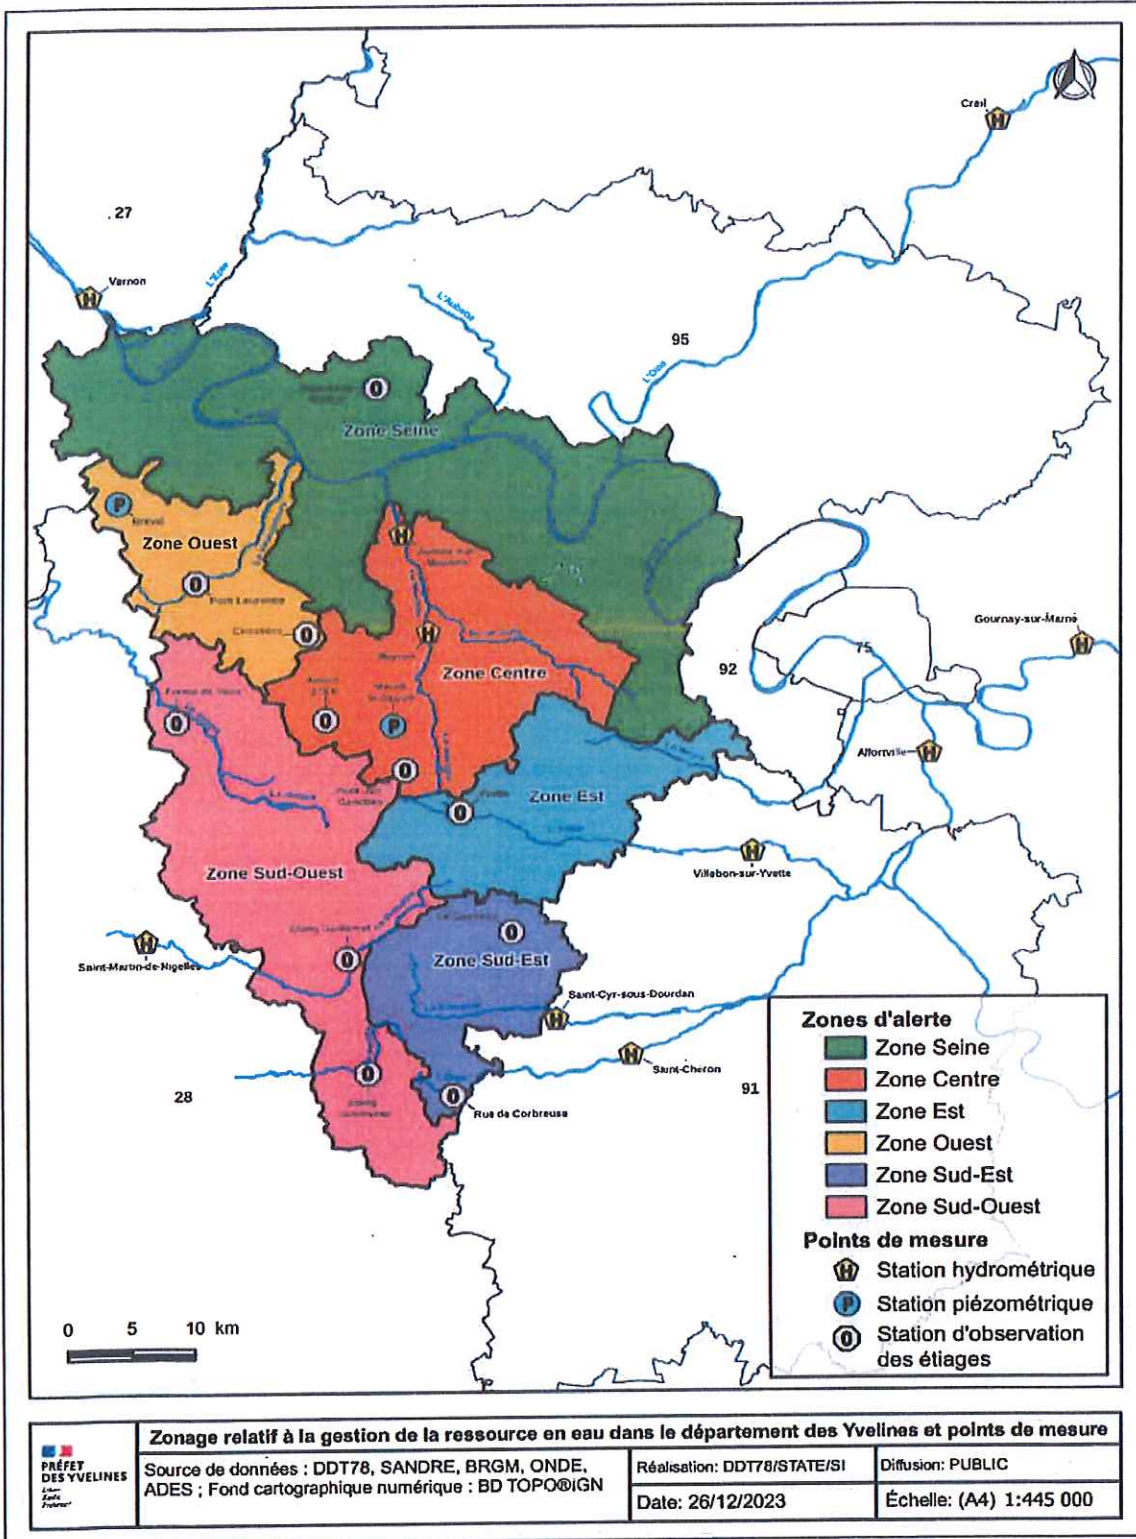 Creil
27
Vernon
L'Epte
L'Aubette
95
L'Oise
Zone Seine
Breval
Zone Ouest
Gournay-sur-Marne
75
92
Zone Centre
Alfortville
Zone Est
Villebon-sur-Yvette
Zone Sud-Ouest
Saint-Martin-de-Nigelles
Zone Sud-Est
Saint-Cyr-sous-Dourdan
Saint-Cheron
28
91
Rue de Corbreuse
Zones d'alerte
Zone Seine
Zone Centre
Zone Est
Zone Ouest
Zone Sud-Est
Zone Sud-Ouest
Points de mesure
H Station hydrométrique
P Station piézométrique
O Station d'observation
des étiages
0 5 10 km
PRÉFET
DES YVELINES
Zonage relatif à la gestion de la ressource en eau dans le département des Yvelines et points de mesure
Source de données : DDT78, SANDRE, BRGM, ONDE,
ADES ; Fond cartographique numérique : BD TOPO®IGN
Réalisation: DDT78/STATE/SI
Diffusion: PUBLIC
Date: 26/12/2023
Échelle: (A4) 1:445 000